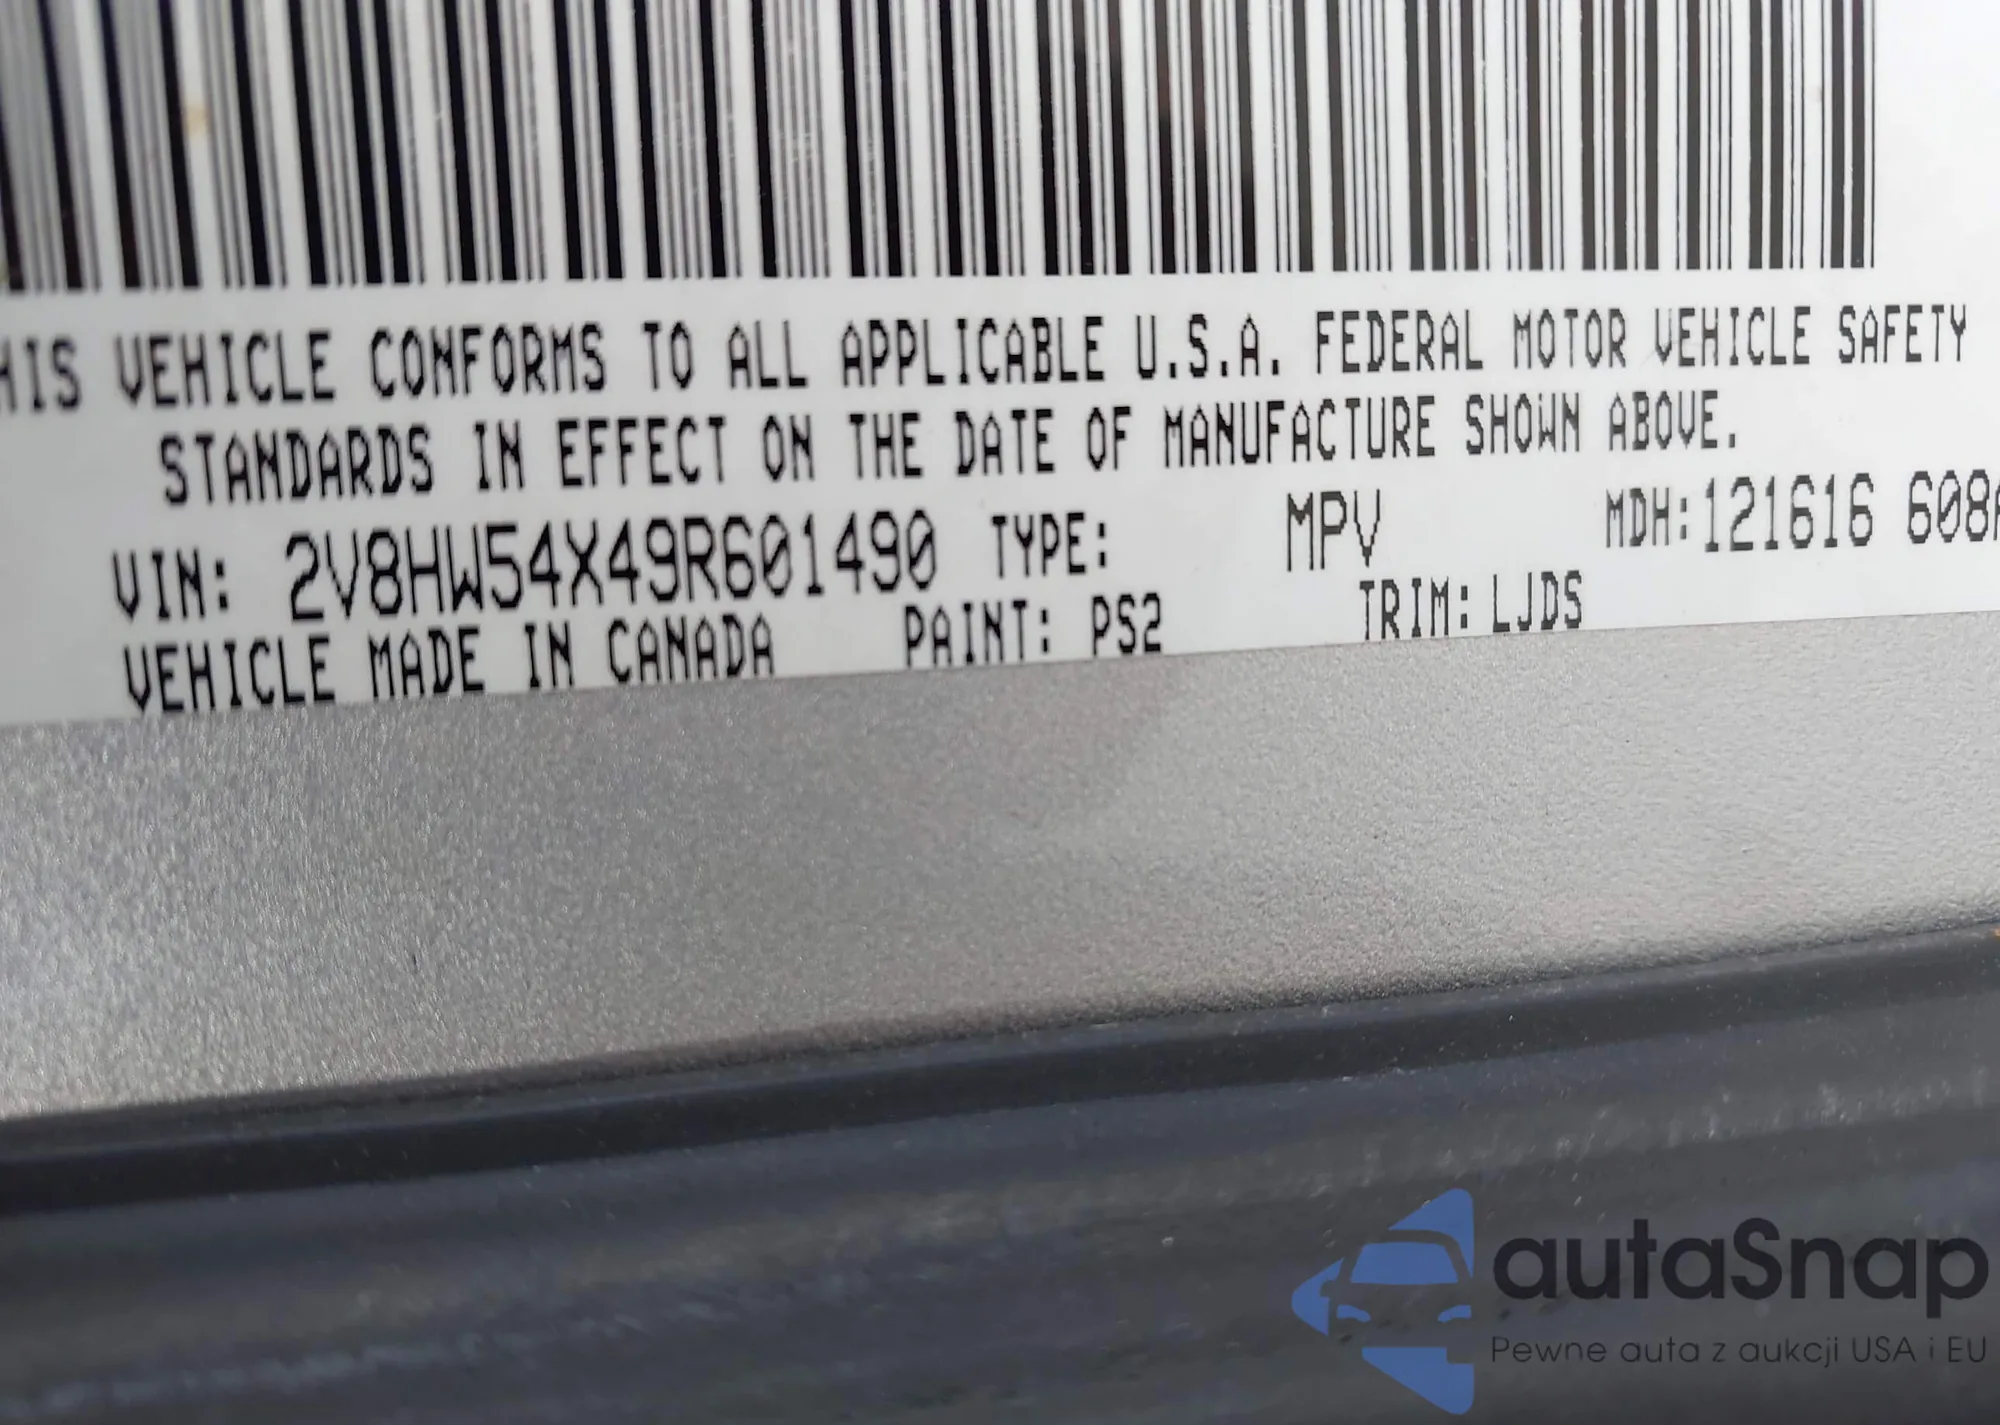 HIS VEHICLE CONFORMS TO ALL APPLICABLE U.S.A. FEDERAL MOTOR VEHICLE SAFETY
STANDARDS IN EFFECT ON THE DATE OF MANUFACTURE SHOWN ABOVE.
VIN: 2V8HW54X49R601490 TYPE: MPV MDH:121616 608A
VEHICLE MADE IN CANADA PAINT: PS2 TRIM: LJDS
autaSnap
Pewne auta z aukcji USA i EU